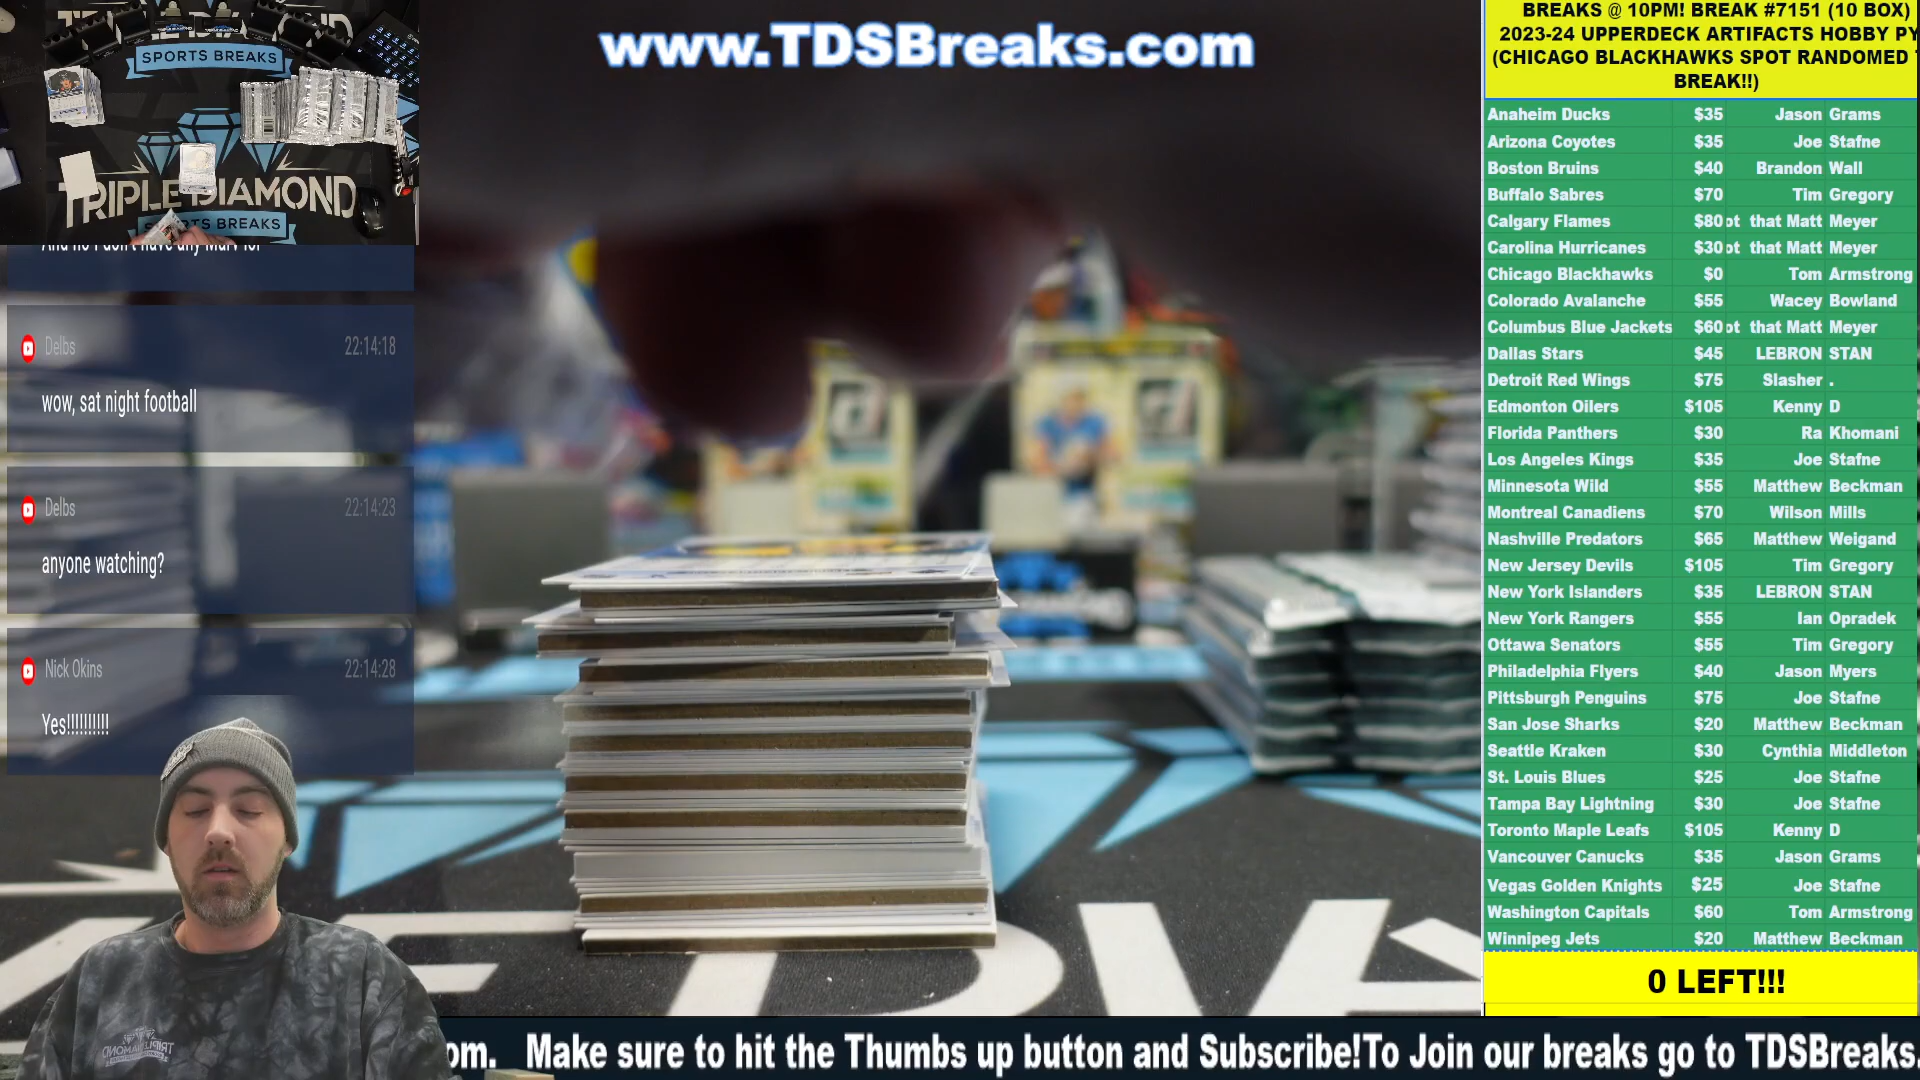 SPORTS BREAKS
TRIPLE DIAMOND
SPORTS BREAKS
www.TDSBreaks.com
Delbs 22:14:18
wow, sat night football
Delbs 22:14:23
anyone watching?
Nick Okins 22:14:28
Yes!!!!!!!!!!
BREAKS @ 10PM! BREAK #7151 (10 BOX)
2023-24 UPPERDECK ARTIFACTS HOBBY PY
(CHICAGO BLACKHAWKS SPOT RANDOMED
BREAK!!)
Anaheim Ducks $35 Jason Grams
Arizona Coyotes $35 Joe Stafne
Boston Bruins $40 Brandon Wall
Buffalo Sabres $70 Tim Gregory
Calgary Flames $80 ot that Matt Meyer
Carolina Hurricanes $30 ot that Matt Meyer
Chicago Blackhawks $0 Tom Armstrong
Colorado Avalanche $55 Wacey Bowland
Columbus Blue Jackets $60 ot that Matt Meyer
Dallas Stars $45 LEBRON STAN
Detroit Red Wings $75 Slasher .
Edmonton Oilers $105 Kenny D
Florida Panthers $30 Ra Khomani
Los Angeles Kings $35 Joe Stafne
Minnesota Wild $55 Matthew Beckman
Montreal Canadiens $70 Wilson Mills
Nashville Predators $65 Matthew Weigand
New Jersey Devils $105 Tim Gregory
New York Islanders $35 LEBRON STAN
New York Rangers $55 Ian Opradek
Ottawa Senators $55 Tim Gregory
Philadelphia Flyers $40 Jason Myers
Pittsburgh Penguins $75 Joe Stafne
San Jose Sharks $20 Matthew Beckman
Seattle Kraken $30 Cynthia Middleton
St. Louis Blues $25 Joe Stafne
Tampa Bay Lightning $30 Joe Stafne
Toronto Maple Leafs $105 Kenny D
Vancouver Canucks $35 Jason Grams
Vegas Golden Knights $25 Joe Stafne
Washington Capitals $60 Tom Armstrong
Winnipeg Jets $20 Matthew Beckman
0 LEFT!!!
om. Make sure to hit the Thumbs up button and Subscribe!To Join our breaks go to TDSBreaks.